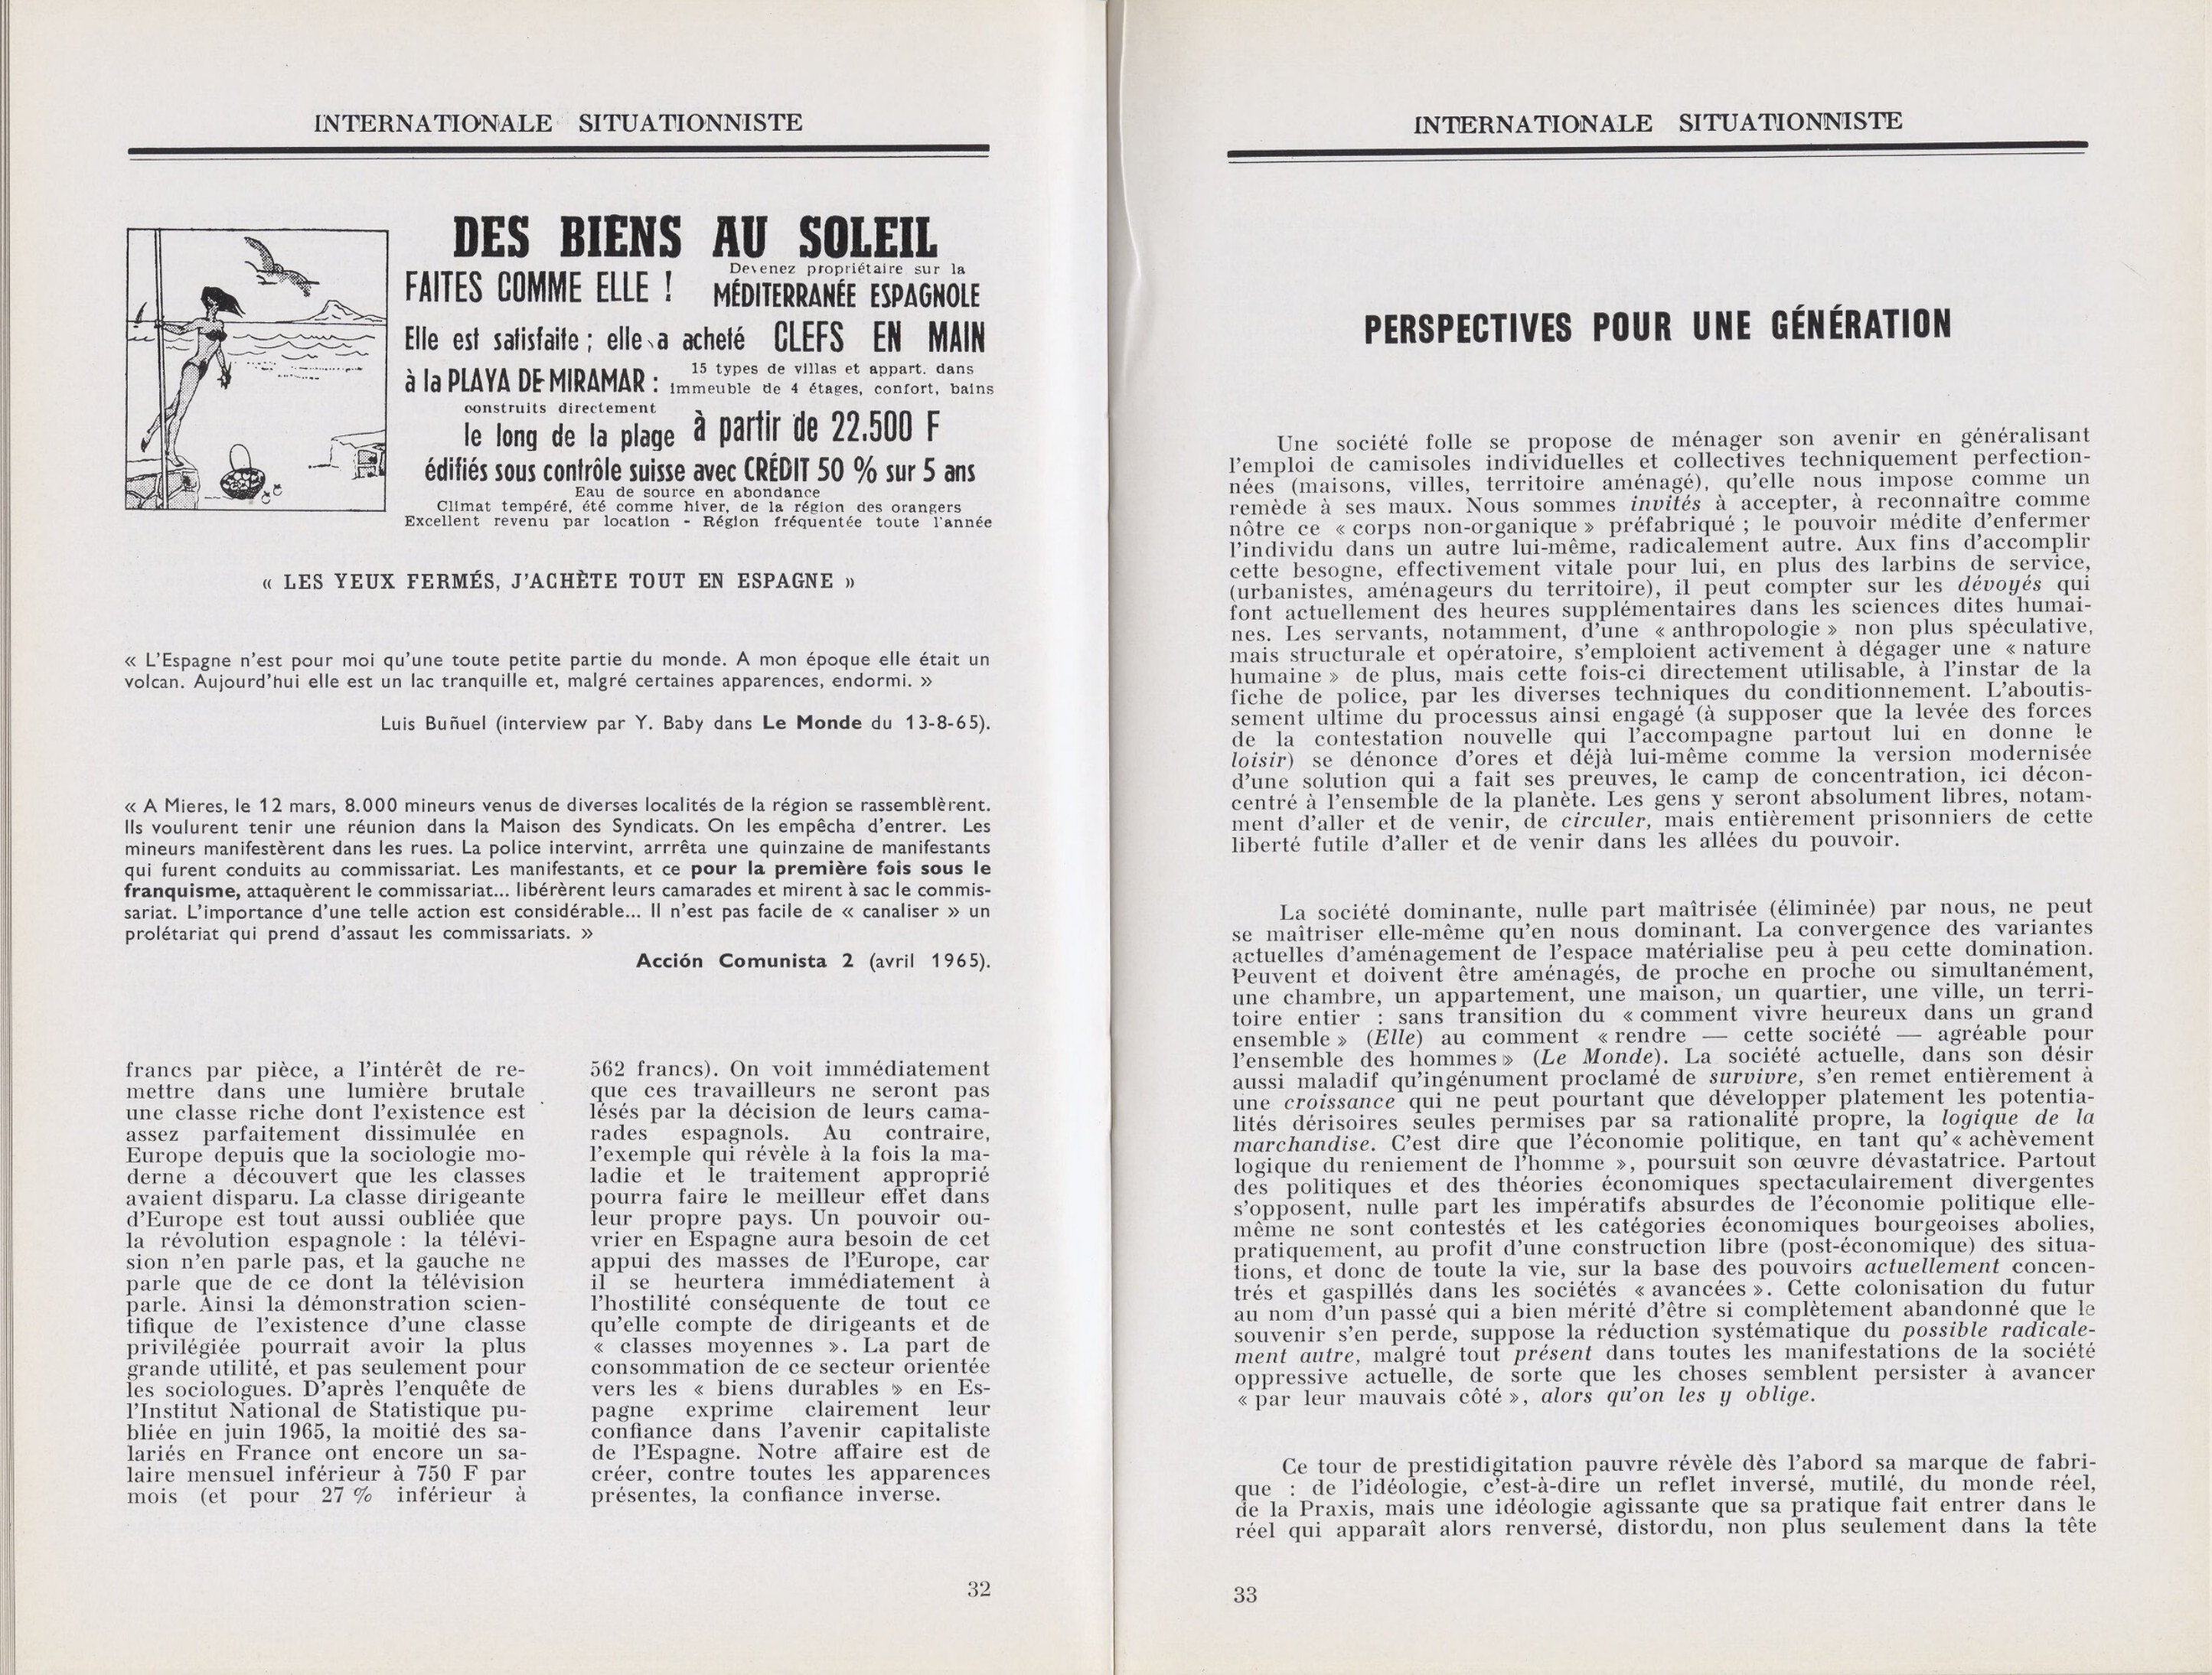 INTERNATIONALE SITUATIONNISTE
DES BIENS AU SOLEIL
FAITES COMME ELLE !
Devenez propriétaire sur la
MÉDITERRANÉE ESPAGNOLE
Elle est satisfaite ; elle a acheté CLEFS EN MAIN
à la PLAYA DE MIRAMAR :
15 types de villas et appart. dans
immeuble de 4 étages, confort, bains
construits directement
le long de la plage à partir de 22.500 F
édifiés sous contrôle suisse avec CRÉDIT 50 % sur 5 ans
Eau de source en abondance
Climat tempéré, été comme hiver, de la région des orangers
Excellent revenu par location - Région fréquentée toute l'année
« LES YEUX FERMÉS, J'ACHÈTE TOUT EN ESPAGNE »
« L'Espagne n'est pour moi qu'une toute petite partie du monde. A mon époque elle était un
volcan. Aujourd'hui elle est un lac tranquille et, malgré certaines apparences, endormi. »
Luis Buñuel (interview par Y. Baby dans Le Monde du 13-8-65).
« A Mieres, le 12 mars, 8.000 mineurs venus de diverses localités de la région se rassemblèrent.
Ils voulurent tenir une réunion dans la Maison des Syndicats. On les empêcha d'entrer. Les
mineurs manifestèrent dans les rues. La police intervint, arrrêta une quinzaine de manifestants
qui furent conduits au commissariat. Les manifestants, et ce pour la première fois sous le
franquisme, attaquèrent le commissariat... libérèrent leurs camarades et mirent à sac le commis-
sariat. L'importance d'une telle action est considérable... Il n'est pas facile de « canaliser » un
prolétariat qui prend d'assaut les commissariats. »
Acción Comunista 2 (avril 1965).
francs par pièce, a l'intérêt de re-
mettre dans une lumière brutale
une classe riche dont l'existence est
assez parfaitement dissimulée en
Europe depuis que la sociologie mo-
derne a découvert que les classes
avaient disparu. La classe dirigeante
d'Europe est tout aussi oubliée que
la révolution espagnole : la télévi-
sion n'en parle pas, et la gauche ne
parle que de ce dont la télévision
parle. Ainsi la démonstration scien-
tifique de l'existence d'une classe
privilégiée pourrait avoir la plus
grande utilité, et pas seulement pour
les sociologues. D'après l'enquête de
l'Institut National de Statistique pu-
bliée en juin 1965, la moitié des sa-
lariés en France ont encore un sa-
laire mensuel inférieur à 750 F par
mois (et pour 27 % inférieur à
562 francs). On voit immédiatement
que ces travailleurs ne seront pas
lésés par la décision de leurs cama-
rades espagnols. Au contraire,
l'exemple qui révèle à la fois la ma-
ladie et le traitement approprié
pourra faire le meilleur effet dans
leur propre pays. Un pouvoir ou-
vrier en Espagne aura besoin de cet
appui des masses de l'Europe, car
il se heurtera immédiatement à
l'hostilité conséquente de tout ce
qu'elle compte de dirigeants et de
« classes moyennes ». La part de
consommation de ce secteur orientée
vers les « biens durables » en Es-
pagne exprime clairement leur
confiance dans l'avenir capitaliste
de l'Espagne. Notre affaire est de
créer, contre toutes les apparences
présentes, la confiance inverse.
32
INTERNATIONALE SITUATIONNISTE
PERSPECTIVES POUR UNE GÉNÉRATION
Une société folle se propose de ménager son avenir en généralisant
l'emploi de camisoles individuelles et collectives techniquement perfection-
nées (maisons, villes, territoire aménagé), qu'elle nous impose comme un
remède à ses maux. Nous sommes invités à accepter, à reconnaître comme
nôtre ce « corps non-organique » préfabriqué ; le pouvoir médite d'enfermer
l'individu dans un autre lui-même, radicalement autre. Aux fins d'accomplir
cette besogne, effectivement vitale pour lui, en plus des larbins de service,
(urbanistes, aménageurs du territoire), il peut compter sur les dévoyés qui
font actuellement des heures supplémentaires dans les sciences dites humai-
nes. Les servants, notamment, d'une « anthropologie » non plus spéculative,
mais structurale et opératoire, s'emploient activement à dégager une « nature
humaine » de plus, mais cette fois-ci directement utilisable, à l'instar de la
fiche de police, par les diverses techniques du conditionnement. L'aboutis-
sement ultime du processus ainsi engagé (à supposer que la levée des forces
de la contestation nouvelle qui l'accompagne partout lui en donne le
loisir) se dénonce d'ores et déjà lui-même comme la version modernisée
d'une solution qui a fait ses preuves, le camp de concentration, ici décon-
centré à l'ensemble de la planète. Les gens y seront absolument libres, notam-
ment d'aller et de venir, de circuler, mais entièrement prisonniers de cette
liberté futile d'aller et de venir dans les allées du pouvoir.
La société dominante, nulle part maîtrisée (éliminée) par nous, ne peut
se maîtriser elle-même qu'en nous dominant. La convergence des variantes
actuelles d'aménagement de l'espace matérialise peu à peu cette domination.
Peuvent et doivent être aménagés, de proche en proche ou simultanément,
une chambre, un appartement, une maison, un quartier, une ville, un terri-
toire entier : sans transition du « comment vivre heureux dans un grand
ensemble » (Elle) au comment « rendre — cette société — agréable pour
l'ensemble des hommes » (Le Monde). La société actuelle, dans son désir
aussi maladif qu'ingénument proclamé de survivre, s'en remet entièrement à
une croissance qui ne peut pourtant que développer platement les potentia-
lités dérisoires seules permises par sa rationalité propre, la logique de la
marchandise. C'est dire que l'économie politique, en tant qu'« achèvement
logique du reniement de l'homme », poursuit son œuvre dévastatrice. Partout
des politiques et des théories économiques spectaculairement divergentes
s'opposent, nulle part les impératifs absurdes de l'économie politique elle-
même ne sont contestés et les catégories économiques bourgeoises abolies,
pratiquement, au profit d'une construction libre (post-économique) des situa-
tions, et donc de toute la vie, sur la base des pouvoirs actuellement concen-
trés et gaspillés dans les sociétés « avancées ». Cette colonisation du futur
au nom d'un passé qui a bien mérité d'être si complètement abandonné que le
souvenir s'en perde, suppose la réduction systématique du possible radicale-
ment autre, malgré tout présent dans toutes les manifestations de la société
oppressive actuelle, de sorte que les choses semblent persister à avancer
« par leur mauvais côté », alors qu'on les y oblige.
Ce tour de prestidigitation pauvre révèle dès l'abord sa marque de fabri-
que : de l'idéologie, c'est-à-dire un reflet inversé, mutilé, du monde réel,
de la Praxis, mais une idéologie agissante que sa pratique fait entrer dans le
réel qui apparaît alors renversé, distordu, non plus seulement dans la tête
33